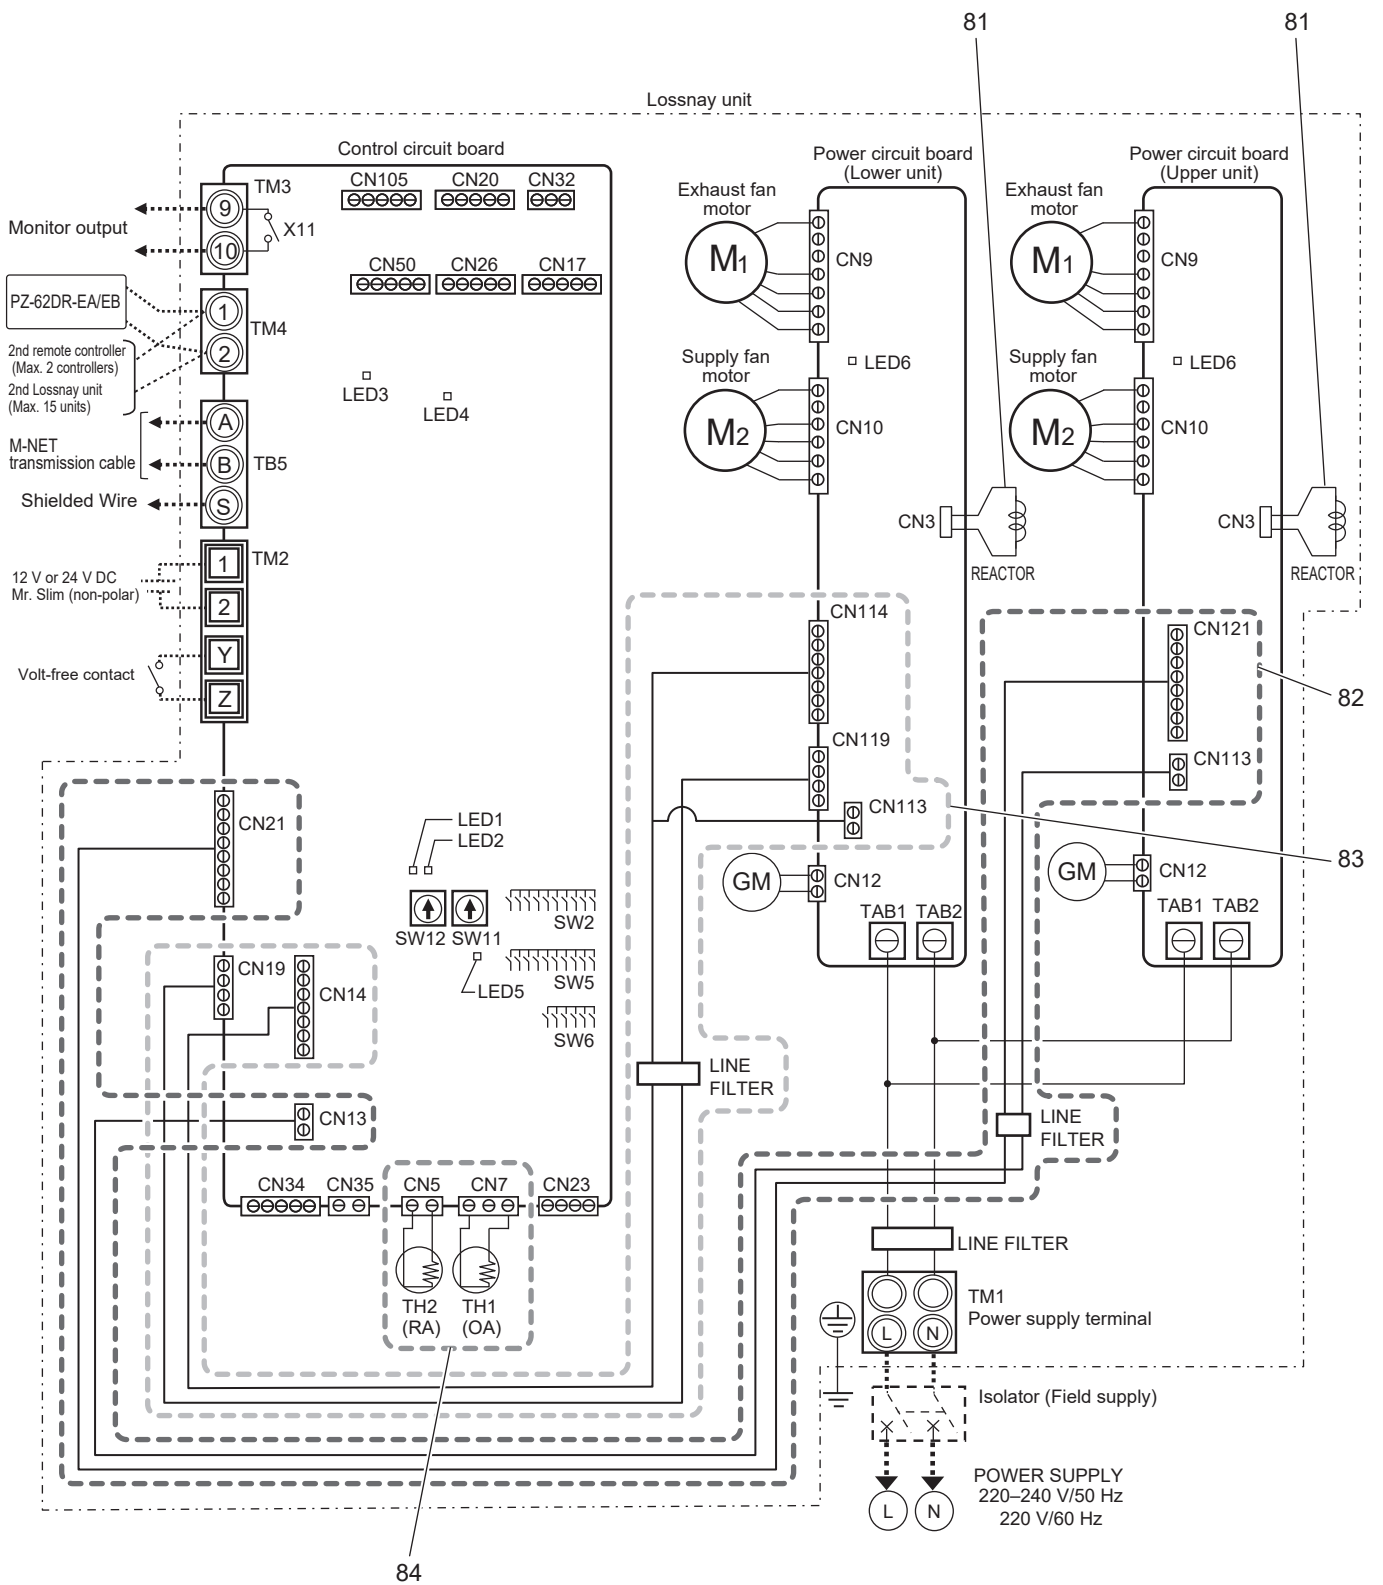 81
81
Lossnay unit
Control circuit board
Power circuit board
(Lower unit)
Power circuit board
(Upper unit)
TM3
9
10
X11
Monitor output
CN105
CN20
CN32
CN50
CN26
CN17
Exhaust fan
motor
M1
CN9
Exhaust fan
motor
M1
CN9
PZ-62DR-EA/EB
1
2
TM4
2nd remote controller
(Max. 2 controllers)
2nd Lossnay unit
(Max. 15 units)
LED3
LED4
Supply fan
motor
M2
LED6
CN10
Supply fan
motor
M2
LED6
CN10
M-NET
transmission cable
A
B
S
TB5
Shielded Wire
CN3
REACTOR
CN3
REACTOR
1
2
Y
Z
TM2
12 V or 24 V DC
Mr. Slim (non-polar)
Volt-free contact
CN114
CN119
CN113
CN121
CN113
82
83
CN21
LED1
LED2
SW12
SW11
LED5
SW2
SW5
SW6
GM
CN12
TAB1
TAB2
GM
CN12
TAB1
TAB2
CN19
CN14
CN13
LINE
FILTER
LINE
FILTER
CN34
CN35
CN5
CN7
CN23
TH2
(RA)
TH1
(OA)
LINE FILTER
TM1
Power supply terminal
L
N
Isolator (Field supply)
POWER SUPPLY
220–240 V/50 Hz
220 V/60 Hz
L
N
84